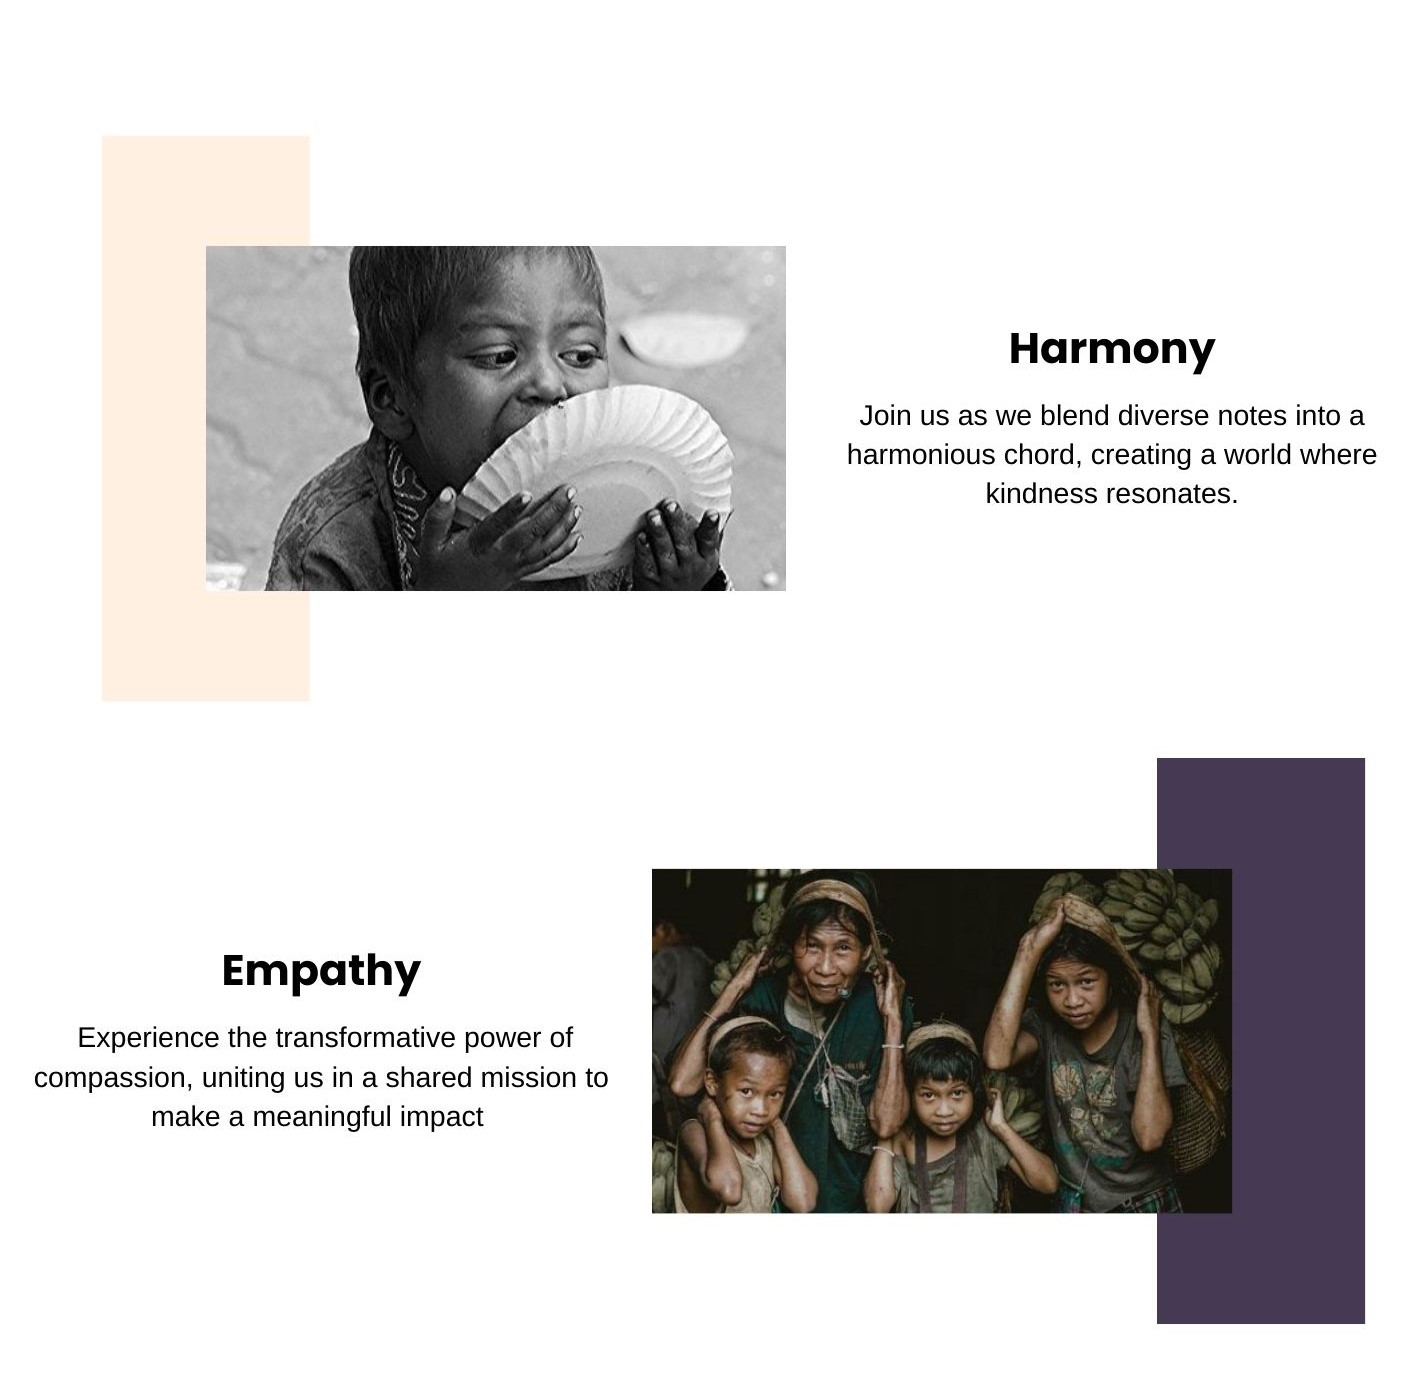 Harmony
Join us as we blend diverse notes into a
harmonious chord, creating a world where
kindness resonates.
Empathy
Experience the transformative power of
compassion, uniting us in a shared mission to
make a meaningful impact